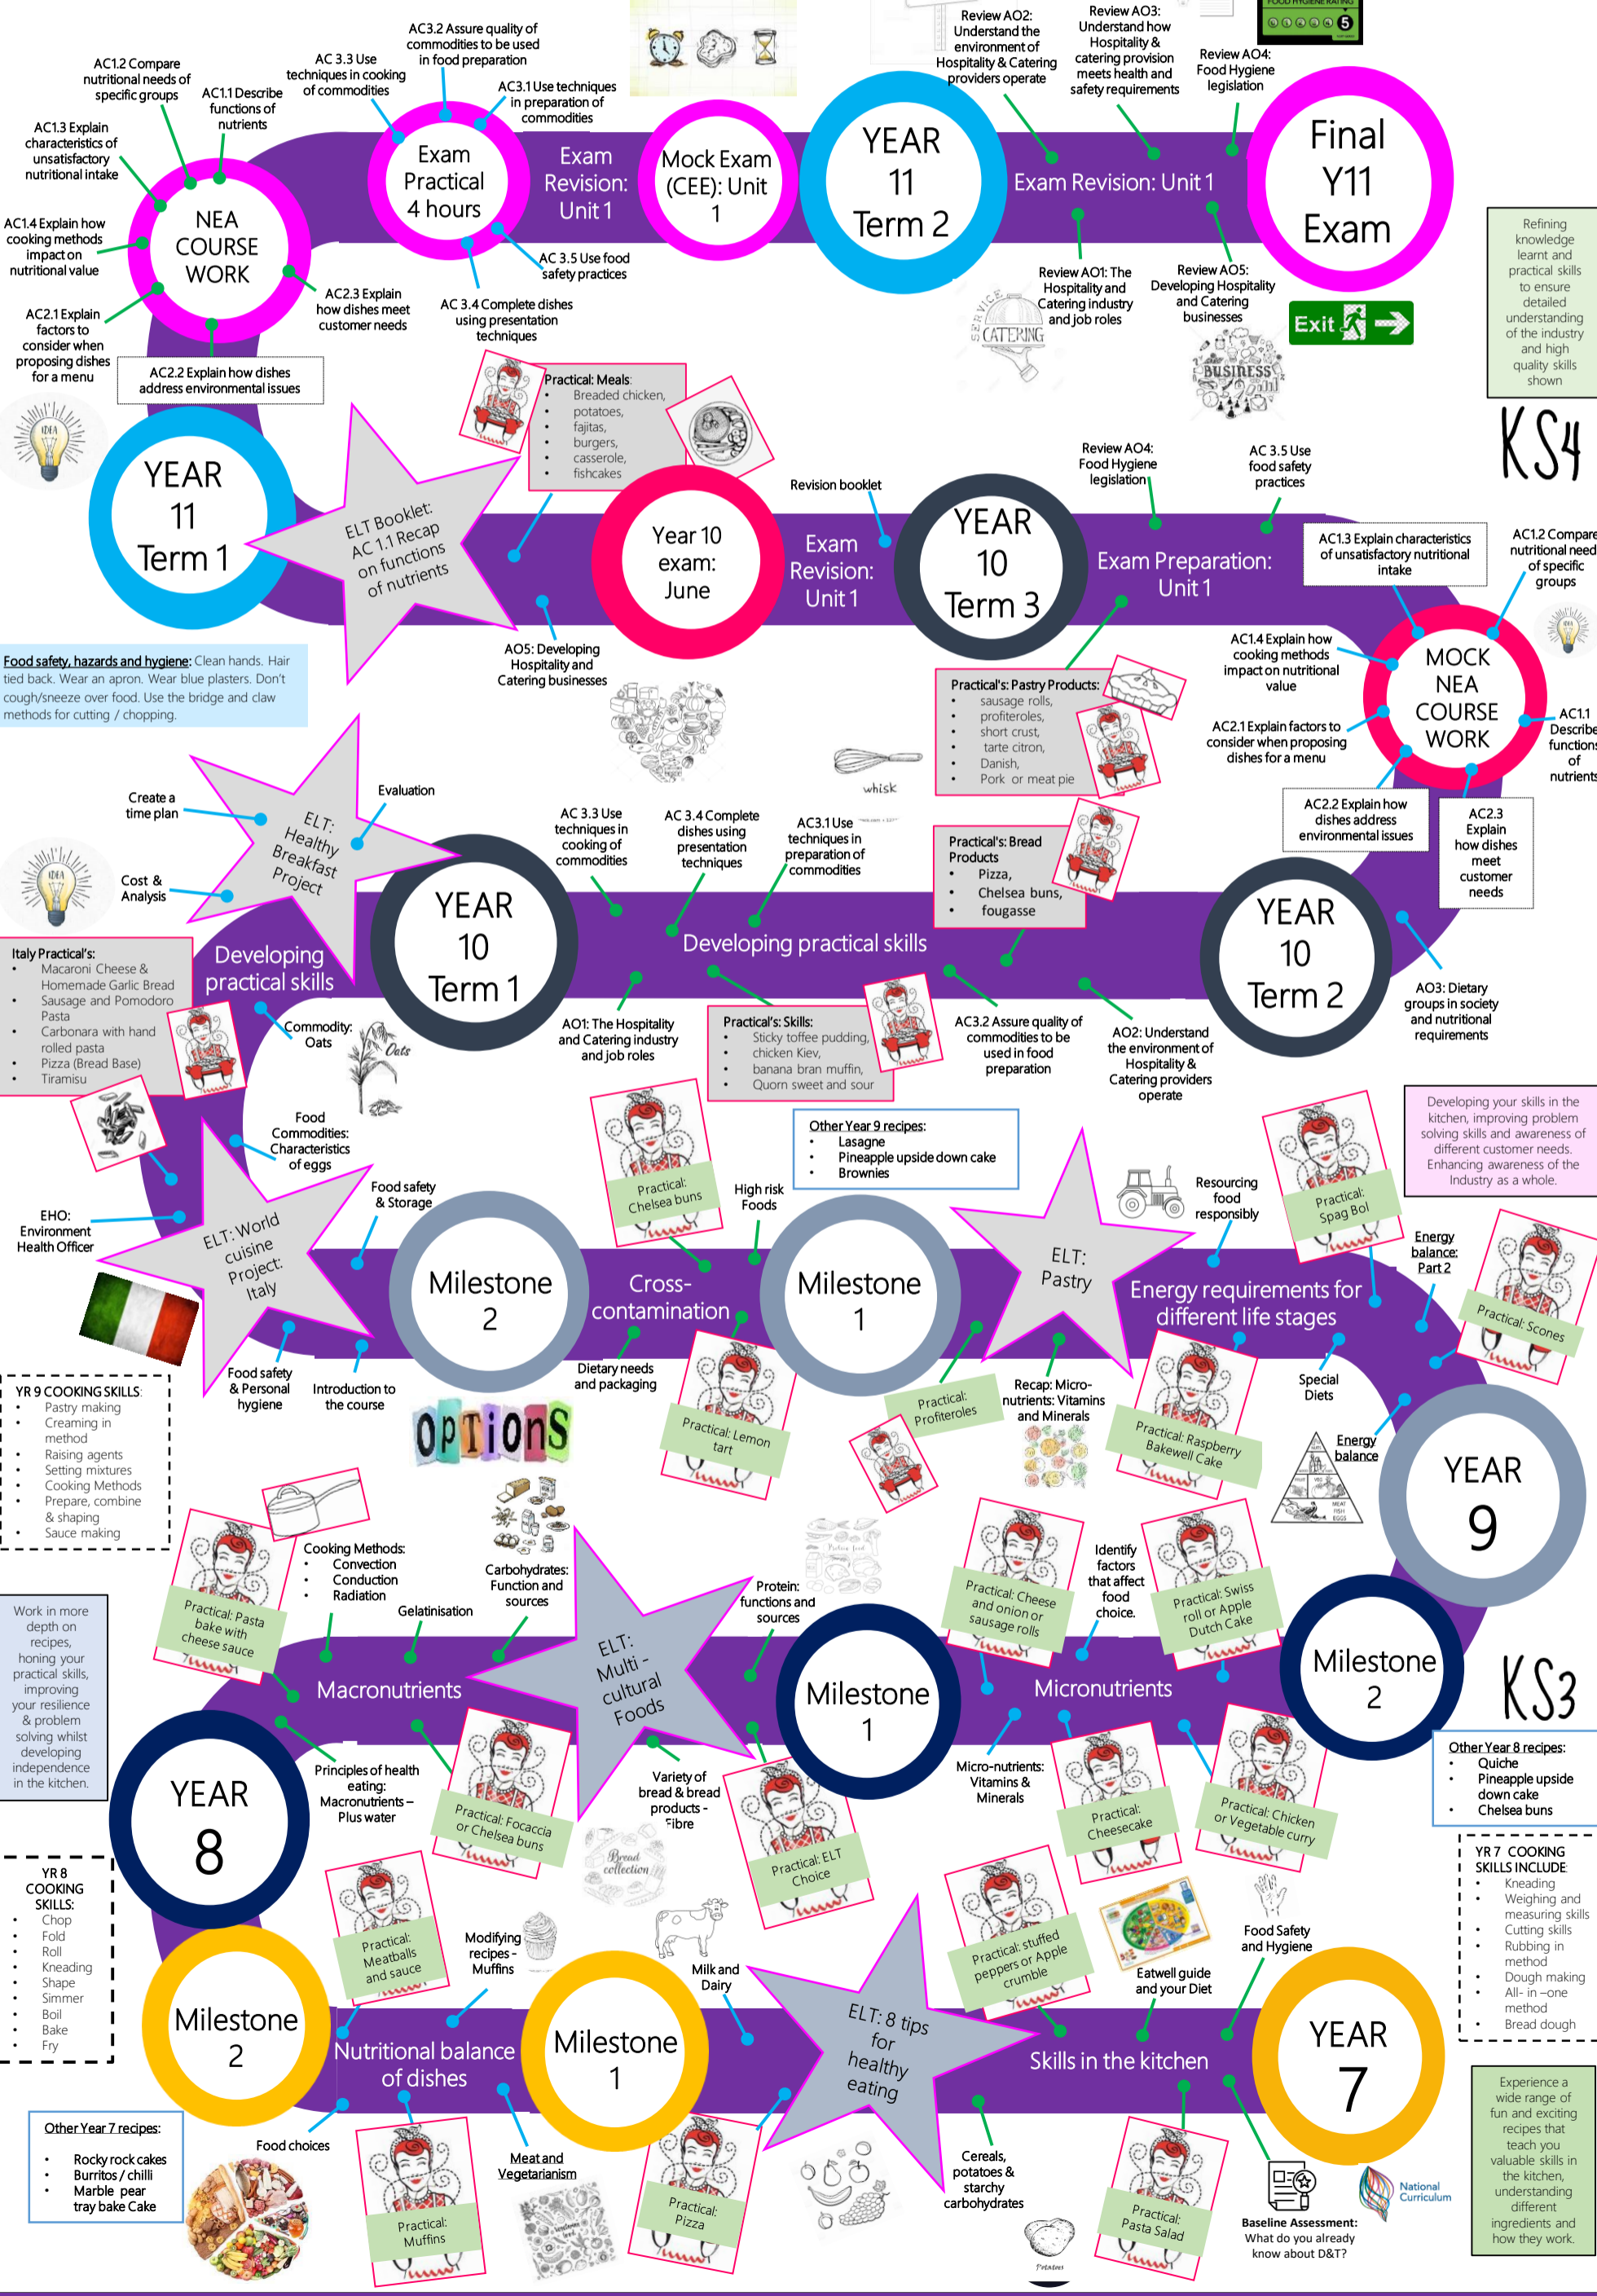 FOOD HYGIENE RATING
5
AC3.2 Assure quality of
commodities to be used
in food preparation
AC 3.3 Use
techniques in cooking
of commodities
AC3.1 Use techniques
in preparation of
commodities
AC1.2 Compare
nutritional needs of
specific groups
AC1.1 Describe
functions of
nutrients
AC1.3 Explain
characteristics of
unsatisfactory
nutritional intake
AC1.4 Explain how
cooking methods
impact on
nutritional value
AC2.1 Explain
factors to
consider when
proposing dishes
for a menu
NEA
COURSE
WORK
AC2.3 Explain
how dishes meet
customer needs
AC2.2 Explain how dishes
address environmental issues
Exam
Practical
4 hours
AC 3.5 Use food
safety practices
AC 3.4 Complete dishes
using presentation
techniques
Exam
Revision:
Unit 1
Mock Exam
(CEE): Unit
1
YEAR
11
Term 2
Review AO2:
Understand the
environment of
Hospitality & Catering
providers operate
Review AO3:
Understand how
Hospitality &
catering provision
meets health and
safety requirements
Review AO4:
Food Hygiene
legislation
Exam Revision: Unit 1
Final
Y11
Exam
Review AO1: The
Hospitality and
Catering industry
and job roles
Review AO5:
Developing Hospitality
and Catering
businesses
SERVICE
CATERING
BUSINESS
Exit
Refining
knowledge
learnt and
practical skills
to ensure
detailed
understanding
of the industry
and high
quality skills
shown
KS4
IDEA
YEAR
11
Term 1
ELT Booklet:
AC 1.1 Recap
on functions
of nutrients
Practical: Meals:
• Breaded chicken,
• potatoes,
• fajitas,
• burgers,
• casserole,
• fishcakes
AO5: Developing
Hospitality and
Catering businesses
Year 10
exam:
June
Revision booklet
Exam
Revision:
Unit 1
YEAR
10
Term 3
Review AO4:
Food Hygiene
legislation
AC 3.5 Use
food safety
practices
Exam Preparation:
Unit 1
AC1.3 Explain characteristics
of unsatisfactory nutritional
intake
AC1.2 Compare
nutritional need
of specific
groups
AC1.4 Explain how
cooking methods
impact on nutritional
value
AC2.1 Explain factors to
consider when proposing
dishes for a menu
MOCK
NEA
COURSE
WORK
AC1.1
Describe
functions
of
nutrients
AC2.2 Explain how
dishes address
environmental issues
AC2.3
Explain
how dishes
meet
customer
needs
Food safety, hazards and hygiene: Clean hands. Hair
tied back. Wear an apron. Wear blue plasters. Don't
cough/sneeze over food. Use the bridge and claw
methods for cutting / chopping.
Practical's: Pastry Products:
• sausage rolls,
• profiteroles,
• short crust,
• tarte citron,
• Danish,
• Pork or meat pie
whisk
Create a
time plan
Evaluation
ELT:
Healthy
Breakfast
Project
Cost &
Analysis
IDEA
Developing
practical skills
YEAR
10
Term 1
AC 3.3 Use
techniques in
cooking of
commodities
AC 3.4 Complete
dishes using
presentation
techniques
AC3.1 Use
techniques in
preparation of
commodities
Practical's: Bread
Products
• Pizza,
• Chelsea buns,
• fougasse
Developing practical skills
YEAR
10
Term 2
AO3: Dietary
groups in society
and nutritional
requirements
AO1: The Hospitality
and Catering industry
and job roles
Practical's: Skills:
• Sticky toffee pudding,
• chicken Kiev,
• banana bran muffin,
• Quorn sweet and sour
AC3.2 Assure quality of
commodities to be
used in food
preparation
AO2: Understand
the environment of
Hospitality &
Catering providers
operate
Italy Practical's:
• Macaroni Cheese &
Homemade Garlic Bread
• Sausage and Pomodoro
Pasta
• Carbonara with hand
rolled pasta
• Pizza (Bread Base)
• Tiramisu
Commodity:
Oats
Oats
Food
Commodities:
Characteristics
of eggs
EHO:
Environment
Health Officer
ELT: World
cuisine
Project:
Italy
Food safety
& Storage
Food safety
& Personal
hygiene
Introduction to
the course
Milestone
2
OPTiONS
Practical:
Chelsea buns
High risk
Foods
Cross-
contamination
Dietary needs
and packaging
Practical: Lemon
tart
Other Year 9 recipes:
• Lasagne
• Pineapple upside down cake
• Brownies
Milestone
1
Practical:
Profiteroles
ELT:
Pastry
Recap: Micro-
nutrients: Vitamins
and Minerals
Resourcing
food
responsibly
Practical:
Spag Bol
Developing your skills in the
kitchen, improving problem
solving skills and awareness of
different customer needs.
Enhancing awareness of the
Industry as a whole.
Energy requirements for
different life stages
Energy
balance:
Part 2
Practical: Scones
Practical: Raspberry
Bakewell Cake
Special
Diets
Energy
balance
MEAT
FISH
EGGS
YEAR
9
YR 9 COOKING SKILLS:
• Pastry making
• Creaming in
method
• Raising agents
• Setting mixtures
• Cooking Methods
• Prepare, combine
& shaping
• Sauce making
Practical: Pasta
bake with
cheese sauce
Cooking Methods:
• Convection
• Conduction
• Radiation
Gelatinisation
Carbohydrates:
Function and
sources
Macronutrients
ELT:
Multi -
cultural
Foods
Protein:
functions and
sources
Protein food
Milestone
1
Practical: Cheese
and onion or
sausage rolls
Identify
factors
that affect
food
choice.
Practical: Swiss
roll or Apple
Dutch Cake
Micronutrients
Milestone
2
KS3
Work in more
depth on
recipes,
honing your
practical skills,
improving
your resilience
& problem
solving whilst
developing
independence
in the kitchen.
YEAR
8
Principles of health
eating:
Macronutrients –
Plus water
Practical: Focaccia
or Chelsea buns
Variety of
bread & bread
products -
Fibre
Bread
collection
Practical: ELT
Choice
Micro-nutrients:
Vitamins &
Minerals
Practical:
Cheesecake
Practical: Chicken
or Vegetable curry
Other Year 8 recipes:
• Quiche
• Pineapple upside
down cake
• Chelsea buns
YR 8
COOKING
SKILLS:
• Chop
• Fold
• Roll
• Kneading
• Shape
• Simmer
• Boil
• Bake
• Fry
YR 7 COOKING
SKILLS INCLUDE:
• Kneading
• Weighing and
measuring skills
• Cutting skills
• Rubbing in
method
• Dough making
• All- in –one
method
• Bread dough
Milestone
2
Practical:
Meatballs
and sauce
Modifying
recipes -
Muffins
Nutritional balance
of dishes
Milestone
1
Milk and
Dairy
ELT: 8 tips
for
healthy
eating
Practical: stuffed
peppers or Apple
crumble
Eatwell guide
and your Diet
Food Safety
and Hygiene
Skills in the kitchen
YEAR
7
Other Year 7 recipes:
• Rocky rock cakes
• Burritos / chilli
• Marble pear
tray bake Cake
Food choices
Practical:
Muffins
Meat and
Vegetarianism
Practical:
Pizza
Cereals,
potatoes &
starchy
carbohydrates
Potatoes
Practical:
Pasta Salad
Baseline Assessment:
What do you already
know about D&T?
National
Curriculum
Experience a
wide range of
fun and exciting
recipes that
teach you
valuable skills in
the kitchen,
understanding
different
ingredients and
how they work.